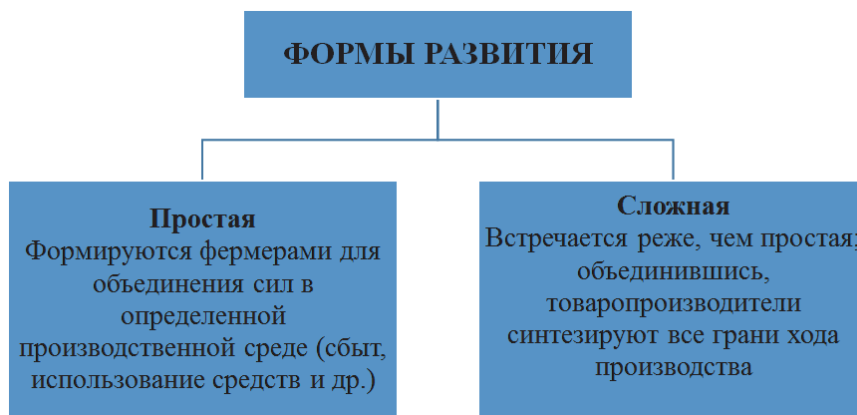 ФОРМЫ РАЗВИТИЯ
Простая
Формируются фермерами для
объединения сил в
определенной
производственной среде (сбыт,
использование средств и др.)
Сложная
Встречается реже, чем простая;
объединившись,
товаропроизводители
синтезируют все грани хода
производства